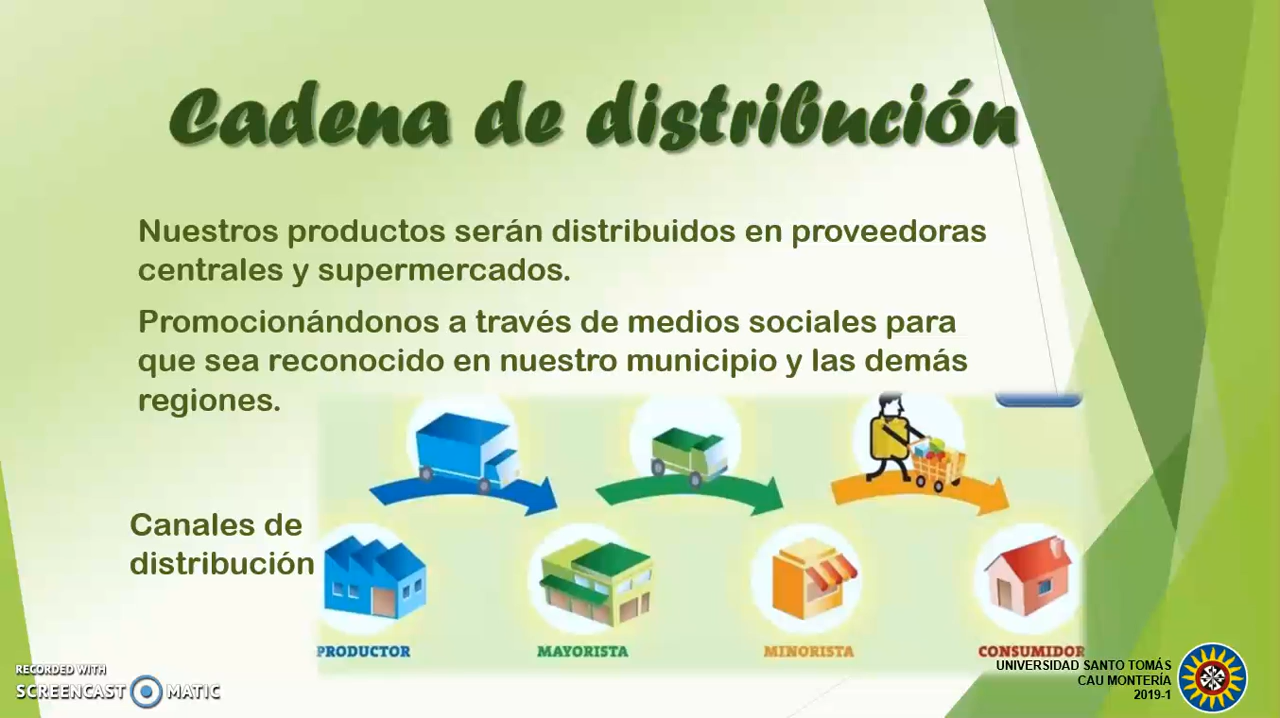 Cadena de distribución
Nuestros productos serán distribuidos en proveedoras
centrales y supermercados.
Promocionándonos a través de medios sociales para
que sea reconocido en nuestro municipio y las demás
regiones.
Canales de
distribución
PRODUCTOR
MAYORISTA
MINORISTA
CONSUMIDOR
RECORDED WITH
SCREENCAST MATIC
UNIVERSIDAD SANTO TOMÁS
CAU MONTERÍA
2019-1